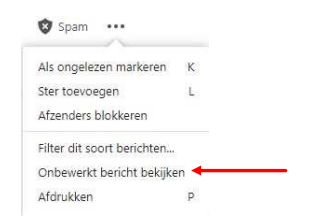 Spam •••
Als ongelezen markeren K
Ster toevoegen L
Afzenders blokkeren
Filter dit soort berichten...
Onbewerkt bericht bekijken
Afdrukken P